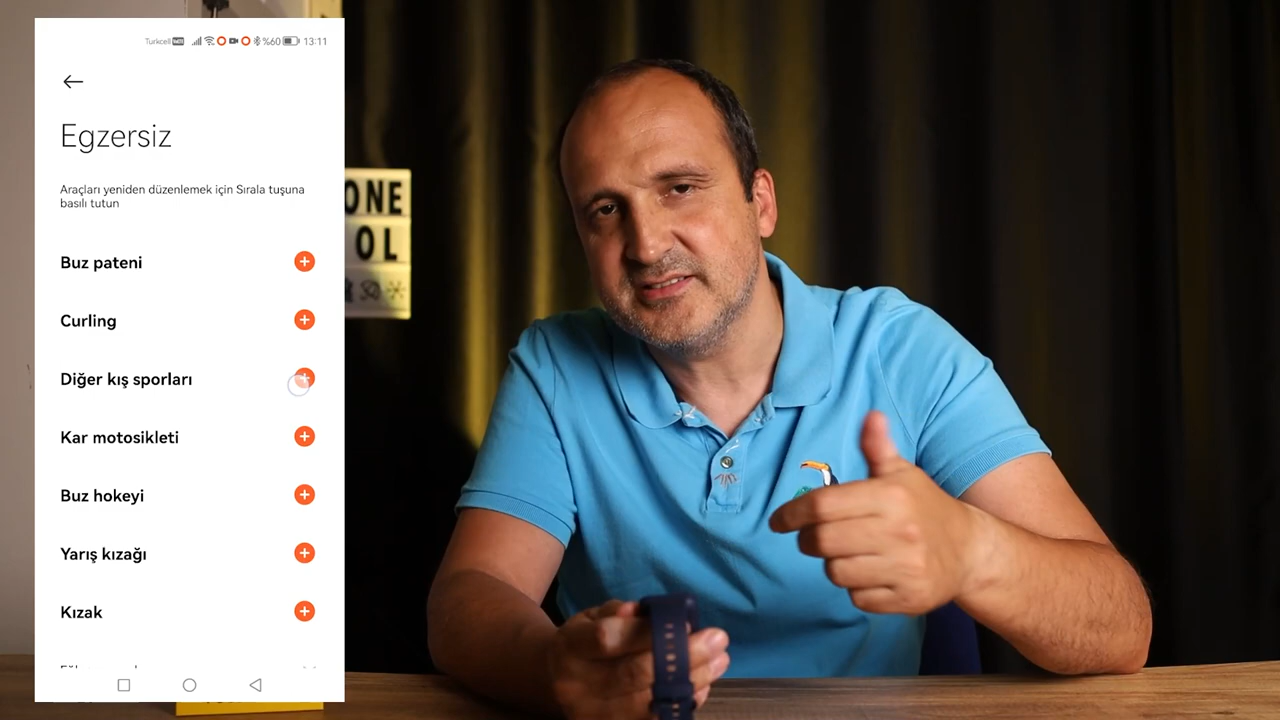 Turkcell %60 13:11
Egzersiz
Araçları yeniden düzenlemek için Sırala tuşuna
basılı tutun
Buz pateni
Curling
Diğer kış sporları
Kar motosikleti
Buz hokeyi
Yarış kızağı
Kızak
ONE
OL